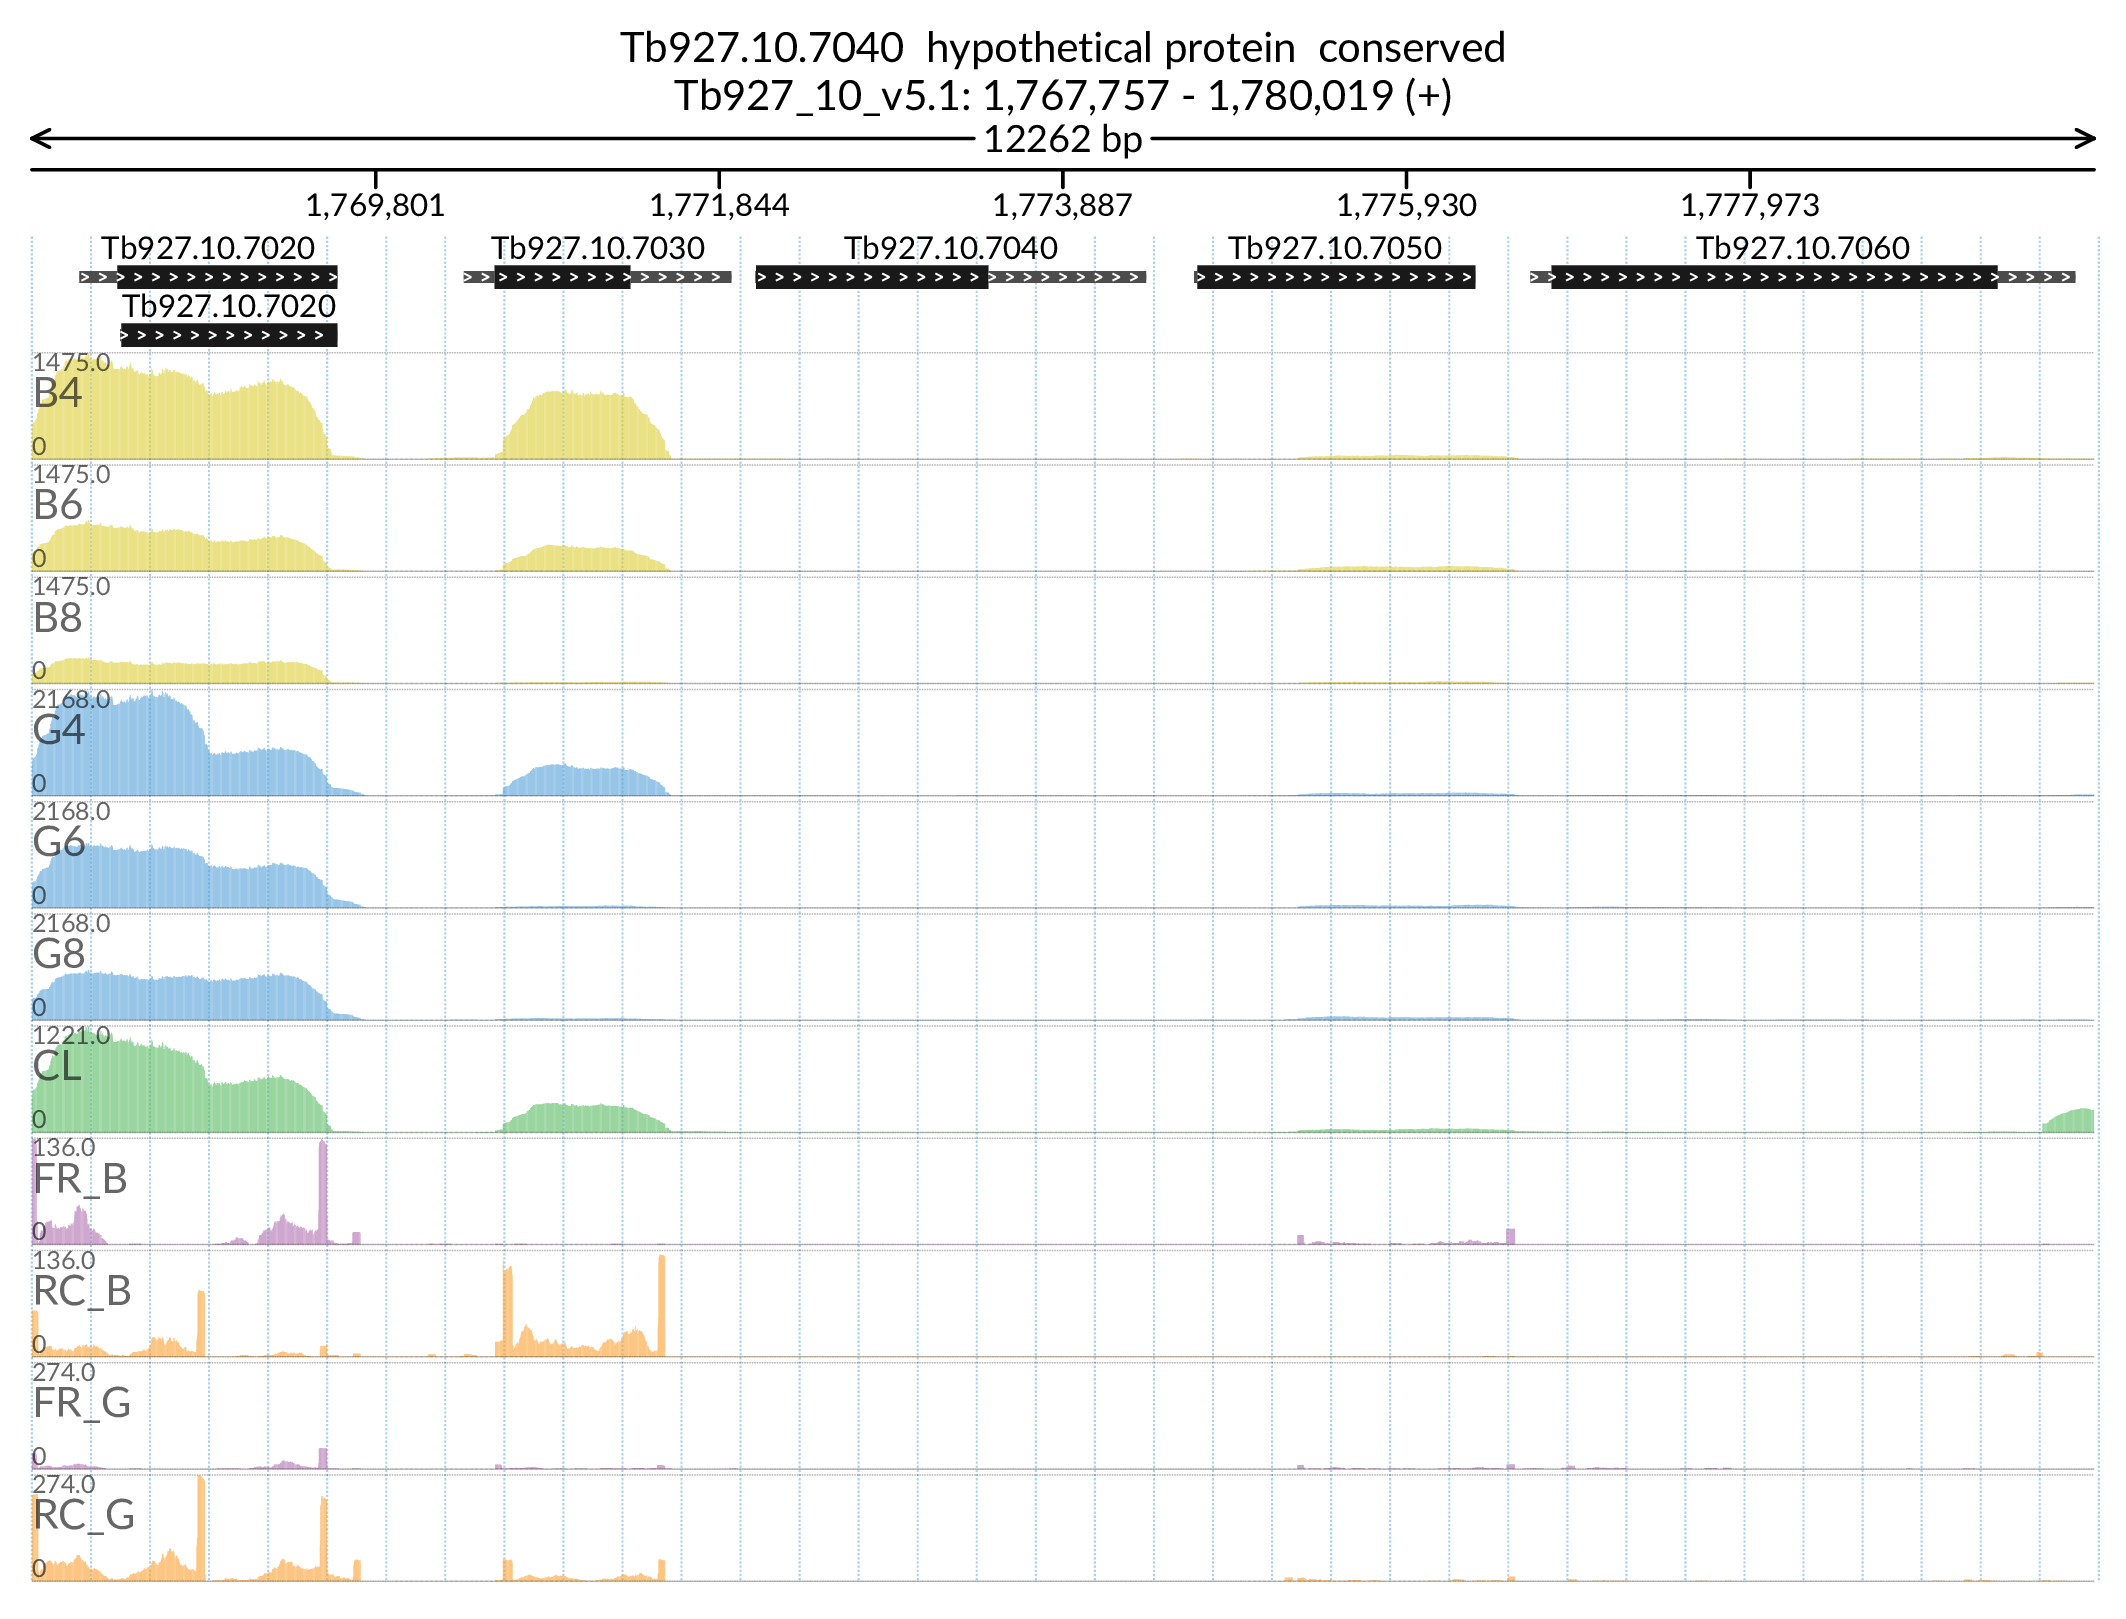 Tb927.10.7040  hypothetical protein  conserved
Tb927_10_v5.1: 1,767,757 - 1,780,019 (+)
12262 bp
1,769,801 1,771,844 1,773,887 1,775,930 1,777,973
Tb927.10.7020 Tb927.10.7030 Tb927.10.7040 Tb927.10.7050 Tb927.10.7060
Tb927.10.7020
1475.0
B4
0
1475.0
B6
0
1475.0
B8
0
2168.0
G4
0
2168.0
G6
0
2168.0
G8
0
1221.0
CL
0
136.0
FR_B
0
136.0
RC_B
0
274.0
FR_G
0
274.0
RC_G
0